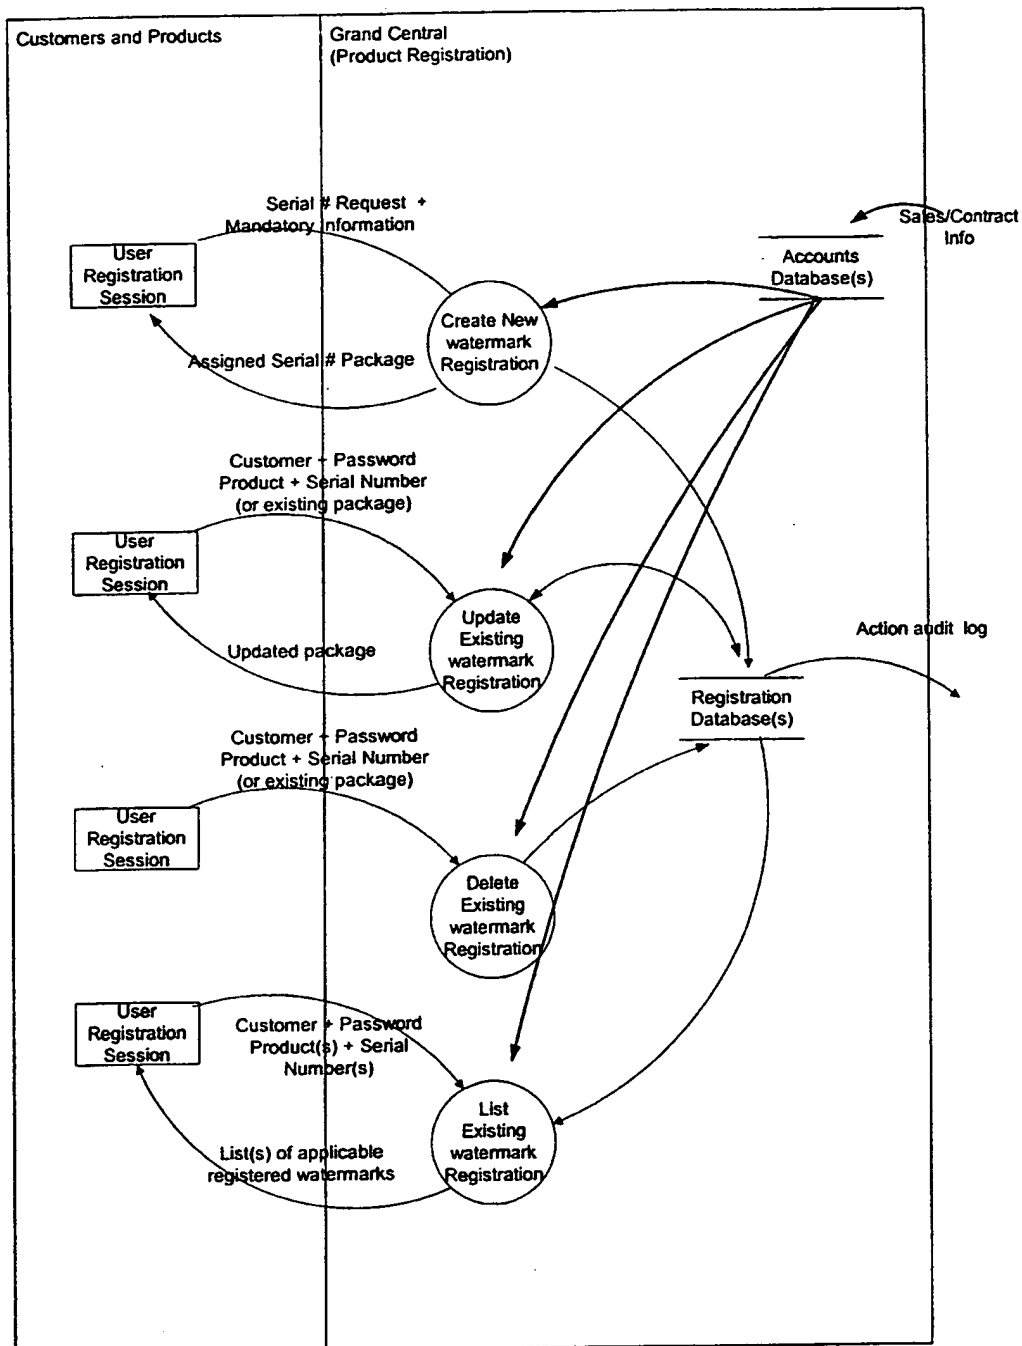 Customers and Products
Grand Central
(Product Registration)
Serial # Request +
Mandatory Information
Sales/Contract
Info
User
Registration
Session
Accounts
Database(s)
Create New
watermark
Registration
Assigned Serial # Package
Customer + Password
Product + Serial Number
(or existing package)
User
Registration
Session
Update
Existing
watermark
Registration
Updated package
Action audit log
Registration
Database(s)
Customer + Password
Product + Serial Number
(or existing package)
User
Registration
Session
Delete
Existing
watermark
Registration
User
Registration
Session
Customer + Password
Product(s) + Serial
Number(s)
List
Existing
watermark
Registration
List(s) of applicable
registered watermarks